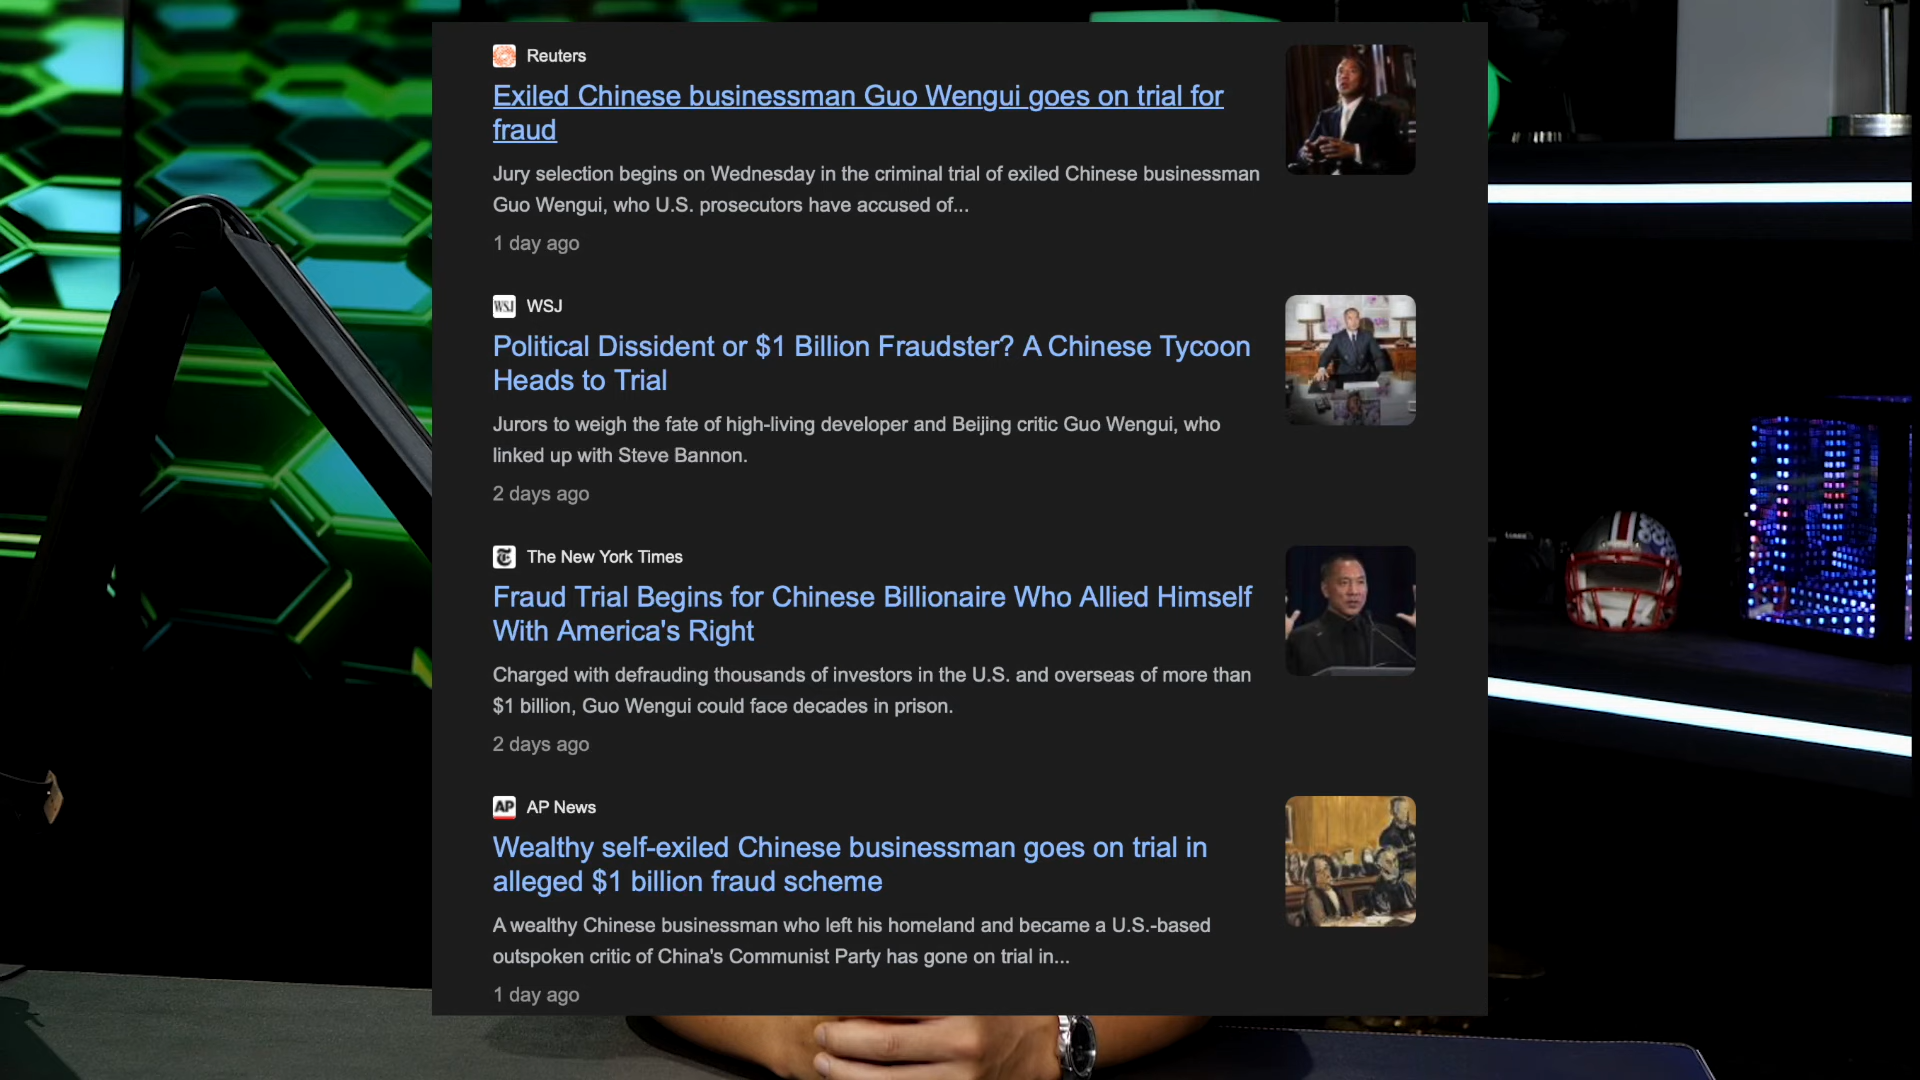 Reuters
Exiled Chinese businessman Guo Wengui goes on trial for
fraud
Jury selection begins on Wednesday in the criminal trial of exiled Chinese businessman
Guo Wengui, who U.S. prosecutors have accused of...
1 day ago
WSJ
WSJ
Political Dissident or $1 Billion Fraudster? A Chinese Tycoon
Heads to Trial
Jurors to weigh the fate of high-living developer and Beijing critic Guo Wengui, who
linked up with Steve Bannon.
2 days ago
The New York Times
Fraud Trial Begins for Chinese Billionaire Who Allied Himself
With America's Right
Charged with defrauding thousands of investors in the U.S. and overseas of more than
$1 billion, Guo Wengui could face decades in prison.
2 days ago
AP
AP News
Wealthy self-exiled Chinese businessman goes on trial in
alleged $1 billion fraud scheme
A wealthy Chinese businessman who left his homeland and became a U.S.-based
outspoken critic of China's Communist Party has gone on trial in...
1 day ago